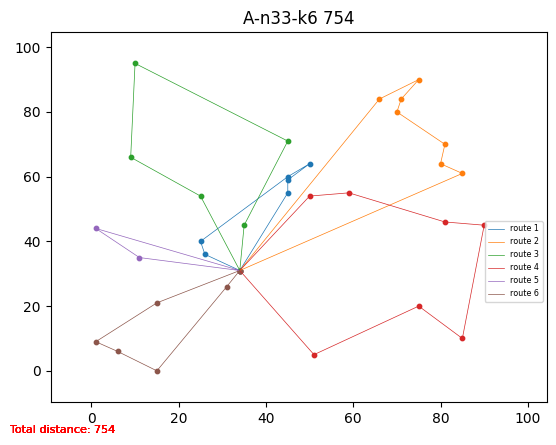 A-n33-k6 754
100
80
60
40
20
0
0 20 40 60 80 100
route 1
route 2
route 3
route 4
route 5
route 6
Total distance: 754